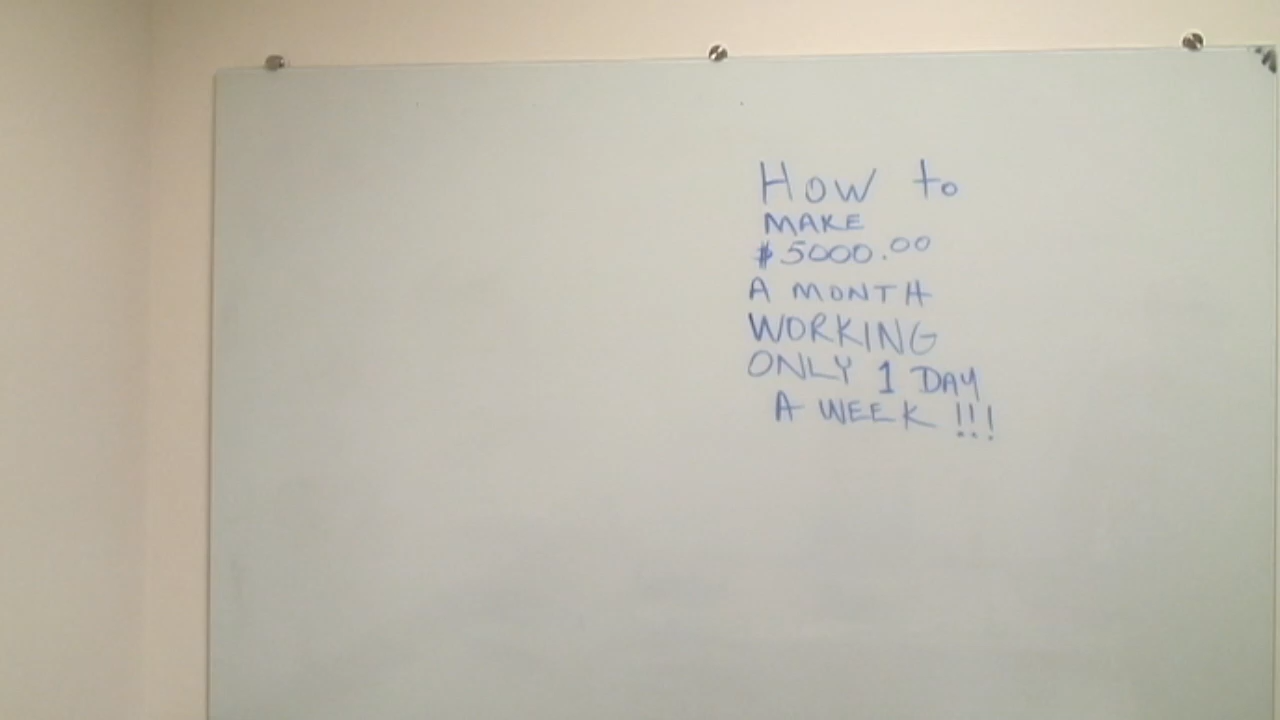 How to
MAKE
$5000.00
A MONTH
WORKING
ONLY 1 DAY
A WEEK !!!